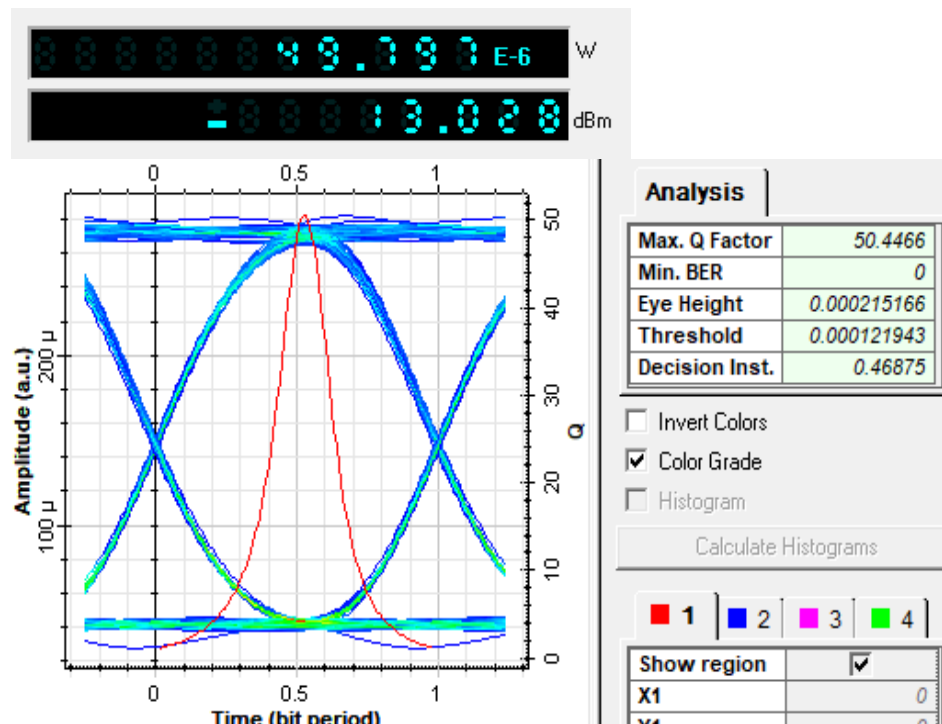 49.797 E-6 W
-13.028 dBm
0 0.5 1
Analysis
Max. Q Factor 50.4466
Min. BER 0
Eye Height 0.000215166
Threshold 0.000121943
Decision Inst. 0.46875
Invert Colors
Color Grade
Histogram
Calculate Histograms
1 2 3 4
Show region
X1 0
Amplitude (a.u.)
200 µ
100 µ
50
40
30
20
10
0
Q
0 0.5 1
Time (bit period)